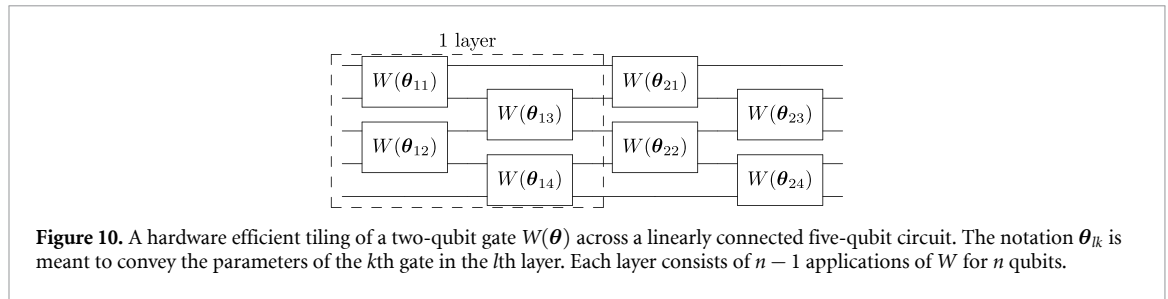 1 layer
W(θ₁₁) W(θ₂₁)
W(θ₁₃) W(θ₂₃)
W(θ₁₂) W(θ₂₂)
W(θ₁₄) W(θ₂₄)
Figure 10. A hardware efficient tiling of a two-qubit gate W(θ) across a linearly connected five-qubit circuit. The notation θ_lk is
meant to convey the parameters of the kth gate in the lth layer. Each layer consists of n − 1 applications of W for n qubits.